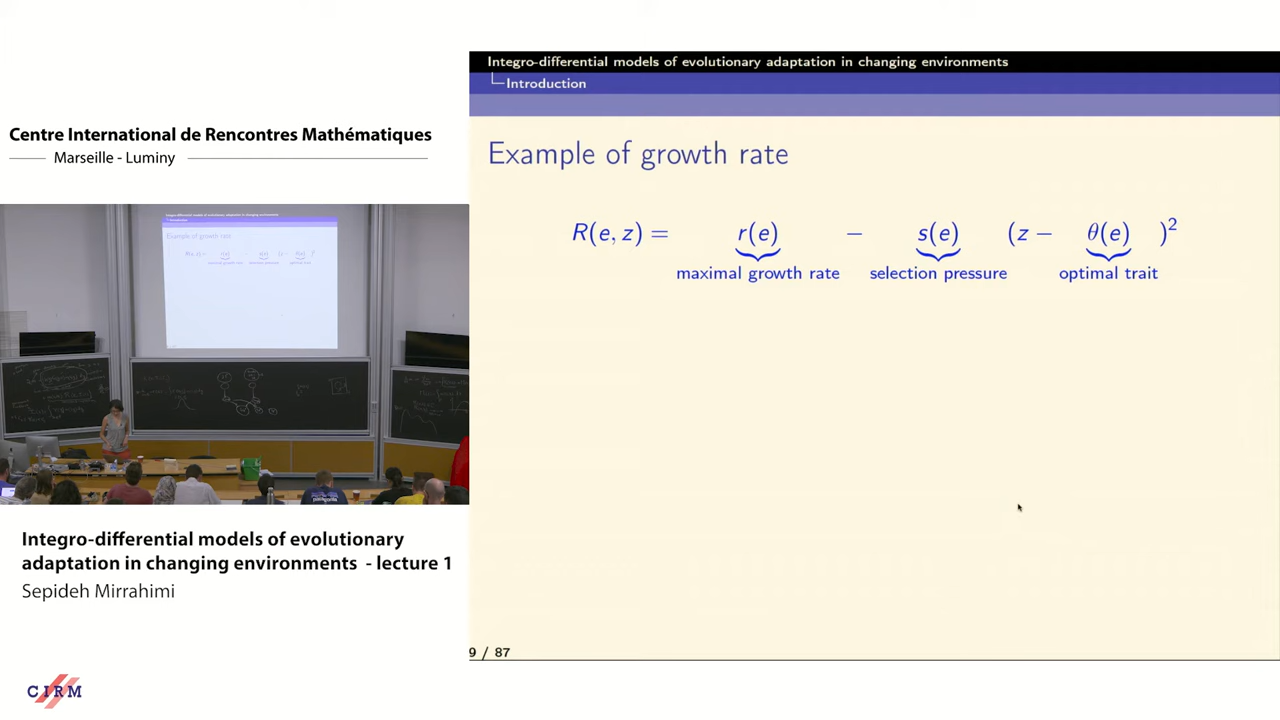 Centre International de Rencontres Mathématiques
Marseille - Luminy
Integro-differential models of evolutionary
adaptation in changing environments - lecture 1
Sepideh Mirrahimi
CIRM
Integro-differential models of evolutionary adaptation in changing environments
Introduction
Example of growth rate
R(e, z) = r(e) − s(e) (z − θ(e))²
maximal growth rate selection pressure optimal trait
9 / 87